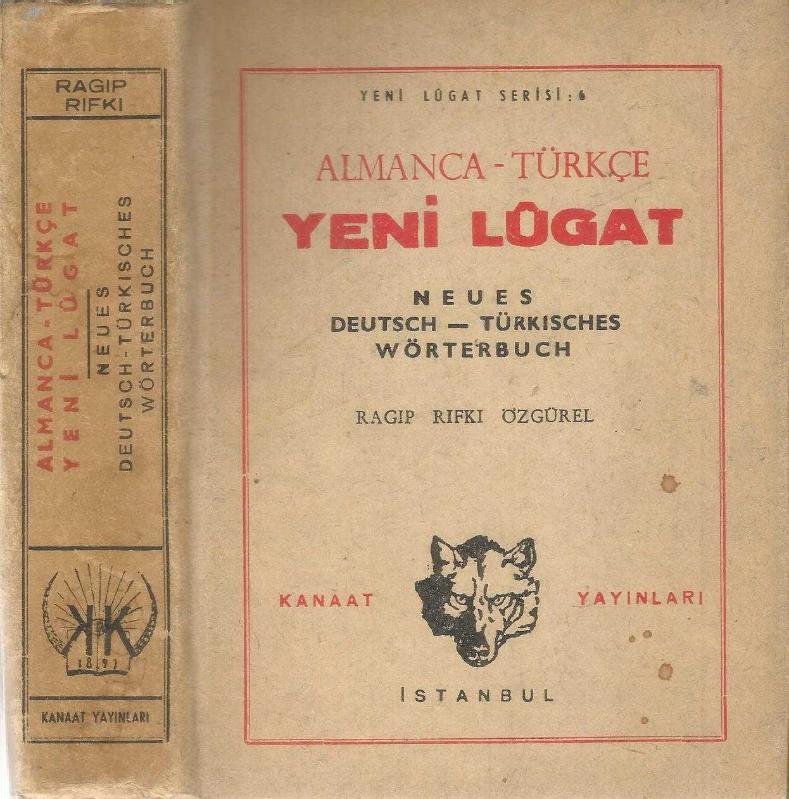 RAGIP
RIFKI
ALMANCA-TÜRKÇE
YENİ LÛGAT
NEUES
DEUTSCH-TÜRKISCHES
WÖRTERBUCH
KK
1897
KANAAT YAYINLARI
YENİ LÛGAT SERİSİ: 6
ALMANCA - TÜRKÇE
YENİ LÛGAT
NEUES
DEUTSCH — TÜRKISCHES
WÖRTERBUCH
RAGIP RIFKI ÖZGÜREL
KANAAT YAYINLARI
İSTANBUL